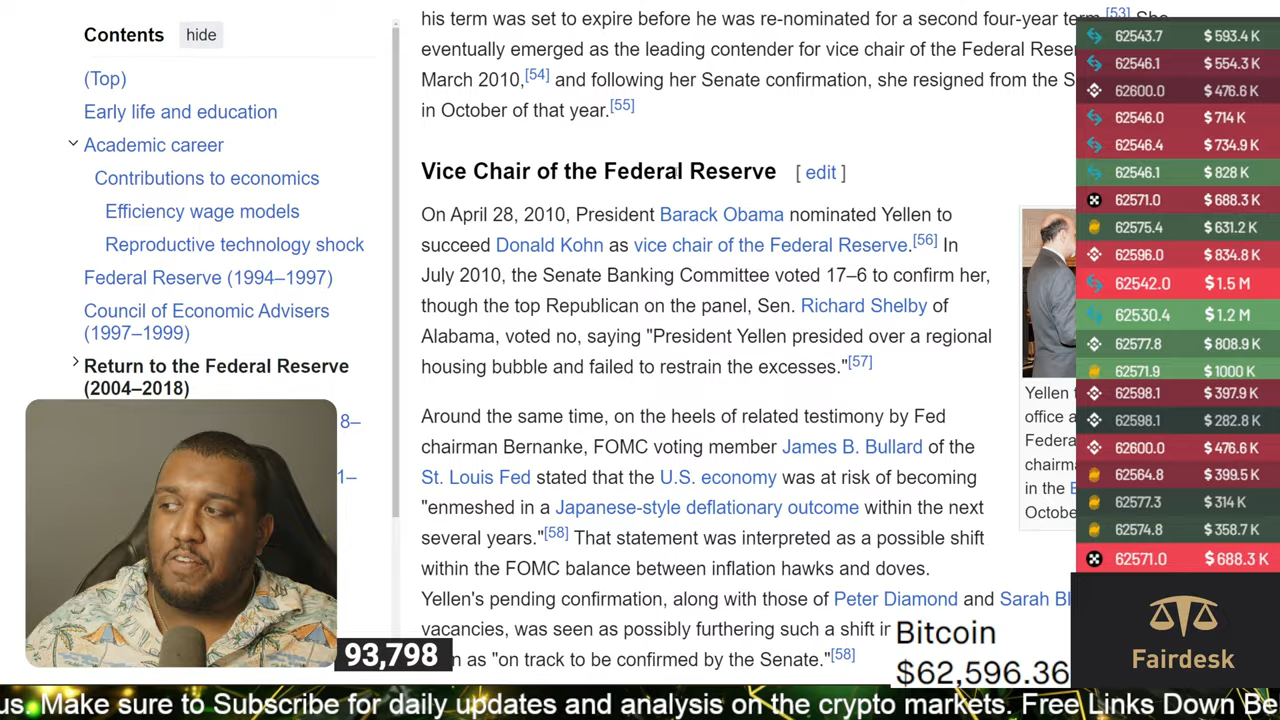 Contents hide
(Top)
Early life and education
Academic career
Contributions to economics
Efficiency wage models
Reproductive technology shock
Federal Reserve (1994–1997)
Council of Economic Advisers
(1997–1999)
Return to the Federal Reserve
(2004–2018)
8–
1–
his term was set to expire before he was re-nominated for a second four-year term.[53] She
eventually emerged as the leading contender for vice chair of the Federal Reser
March 2010,[54] and following her Senate confirmation, she resigned from the S
in October of that year.[55]
Vice Chair of the Federal Reserve [ edit ]
On April 28, 2010, President Barack Obama nominated Yellen to
succeed Donald Kohn as vice chair of the Federal Reserve.[56] In
July 2010, the Senate Banking Committee voted 17–6 to confirm her,
though the top Republican on the panel, Sen. Richard Shelby of
Alabama, voted no, saying "President Yellen presided over a regional
housing bubble and failed to restrain the excesses."[57]
Around the same time, on the heels of related testimony by Fed
chairman Bernanke, FOMC voting member James B. Bullard of the
St. Louis Fed stated that the U.S. economy was at risk of becoming
"enmeshed in a Japanese-style deflationary outcome within the next
several years."[58] That statement was interpreted as a possible shift
within the FOMC balance between inflation hawks and doves.
Yellen's pending confirmation, along with those of Peter Diamond and Sarah Bl
vacancies, was seen as possibly furthering such a shift in
n as "on track to be confirmed by the Senate."[58]
Yellen
office a
Federa
chairma
in the
Octobe
62543.7 $ 593.4 K
62546.1 $ 554.3 K
62600.0 $ 476.6 K
62546.0 $ 714 K
62546.4 $ 734.9 K
62546.1 $ 828 K
62571.0 $ 688.3 K
62575.4 $ 631.2 K
62596.0 $ 834.8 K
62542.0 $ 1.5 M
62530.4 $ 1.2 M
62577.8 $ 808.9 K
62571.9 $ 1000 K
62598.1 $ 397.9 K
62598.1 $ 282.8 K
62600.0 $ 476.6 K
62564.8 $ 399.5 K
62577.3 $ 314 K
62574.8 $ 358.7 K
62571.0 $ 688.3 K
Fairdesk
Bitcoin
$62,596.36
93,798
us. Make sure to Subscribe for daily updates and analysis on the crypto markets. Free Links Down Be